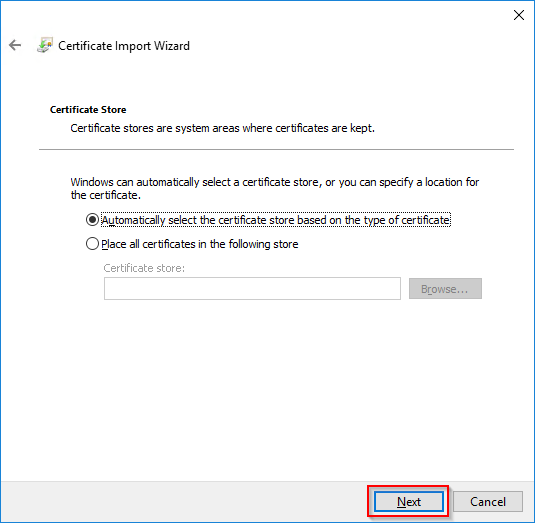 Certificate Import Wizard
Certificate Store
Certificate stores are system areas where certificates are kept.
Windows can automatically select a certificate store, or you can specify a location for
the certificate.
Automatically select the certificate store based on the type of certificate
Place all certificates in the following store
Certificate store:
Browse...
Next
Cancel